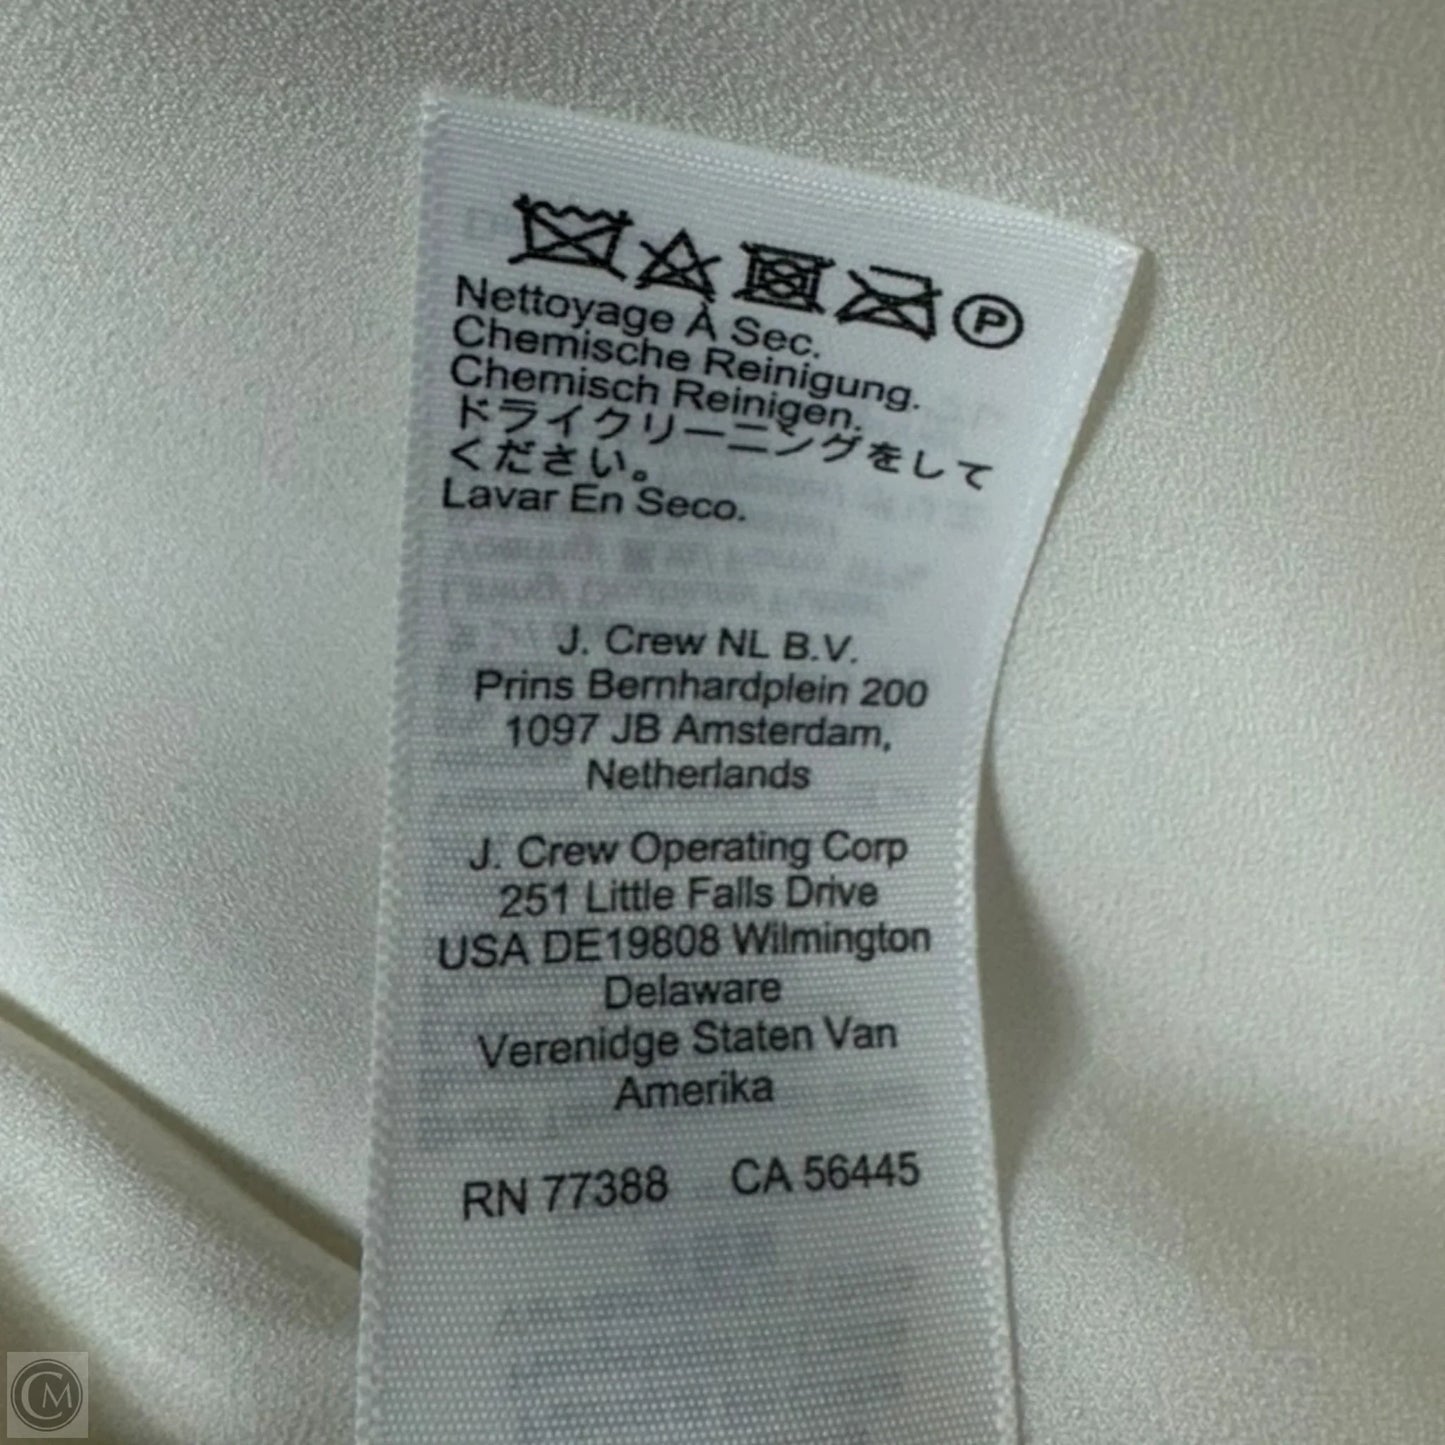 P
Nettoyage À Sec.
Chemische Reinigung.
Chemisch Reinigen.
ドライクリーニングをして
ください。
Lavar En Seco.
J. Crew NL B.V.
Prins Bernhardplein 200
1097 JB Amsterdam,
Netherlands
J. Crew Operating Corp
251 Little Falls Drive
USA DE19808 Wilmington
Delaware
Verenidge Staten Van
Amerika
RN 77388 CA 56445
CM